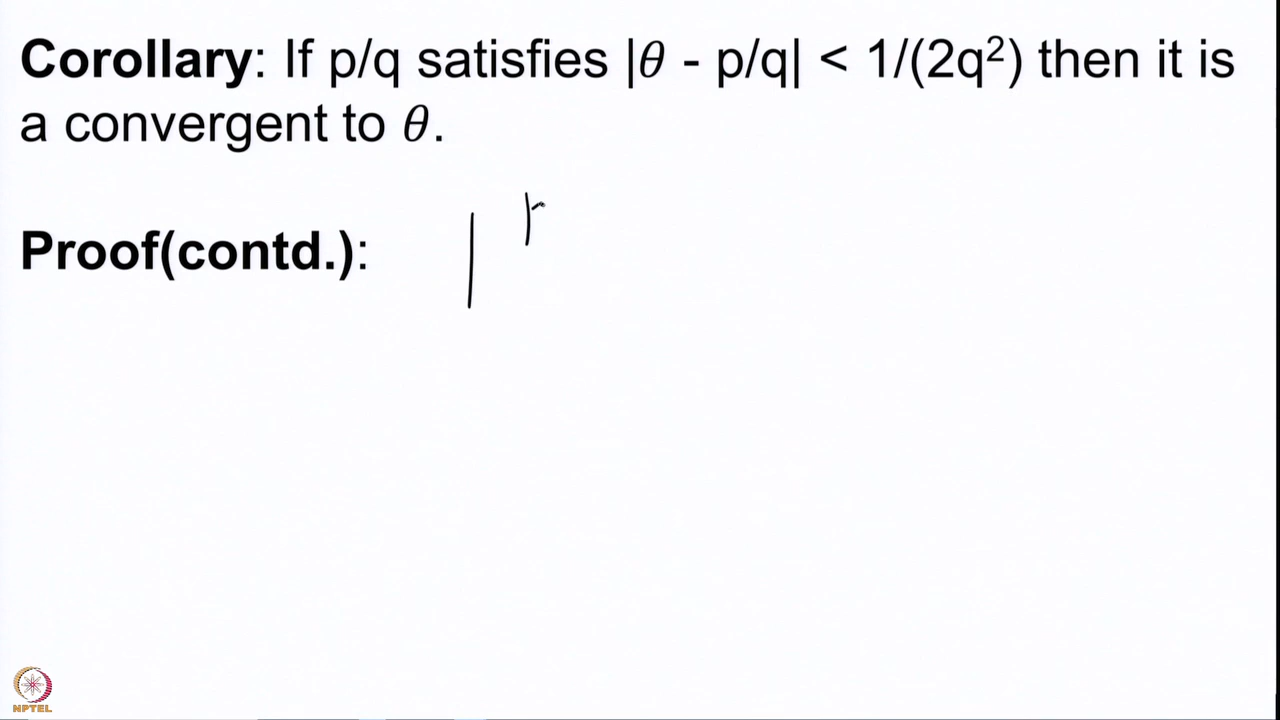 Corollary: If p/q satisfies |θ - p/q| < 1/(2q²) then it is
a convergent to θ.
Proof(contd.): |
NPTEL